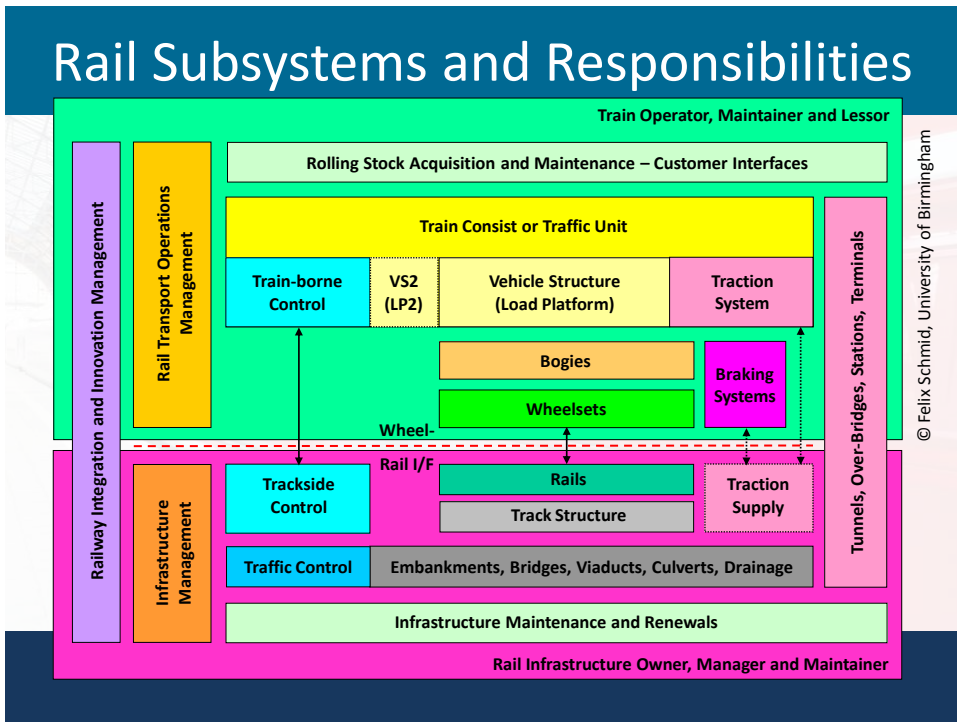 Rail Subsystems and Responsibilities
Train Operator, Maintainer and Lessor
Rolling Stock Acquisition and Maintenance – Customer Interfaces
Railway Integration and Innovation Management
Rail Transport Operations
Management
Train Consist or Traffic Unit
Train-borne
Control
VS2
(LP2)
Vehicle Structure
(Load Platform)
Traction
System
Bogies
Braking
Systems
Wheelsets
Tunnels, Over-Bridges, Stations, Terminals
Wheel-
Rail I/F
Infrastructure
Management
Trackside
Control
Rails
Track Structure
Traction
Supply
Traffic Control
Embankments, Bridges, Viaducts, Culverts, Drainage
Infrastructure Maintenance and Renewals
Rail Infrastructure Owner, Manager and Maintainer
© Felix Schmid, University of Birmingham